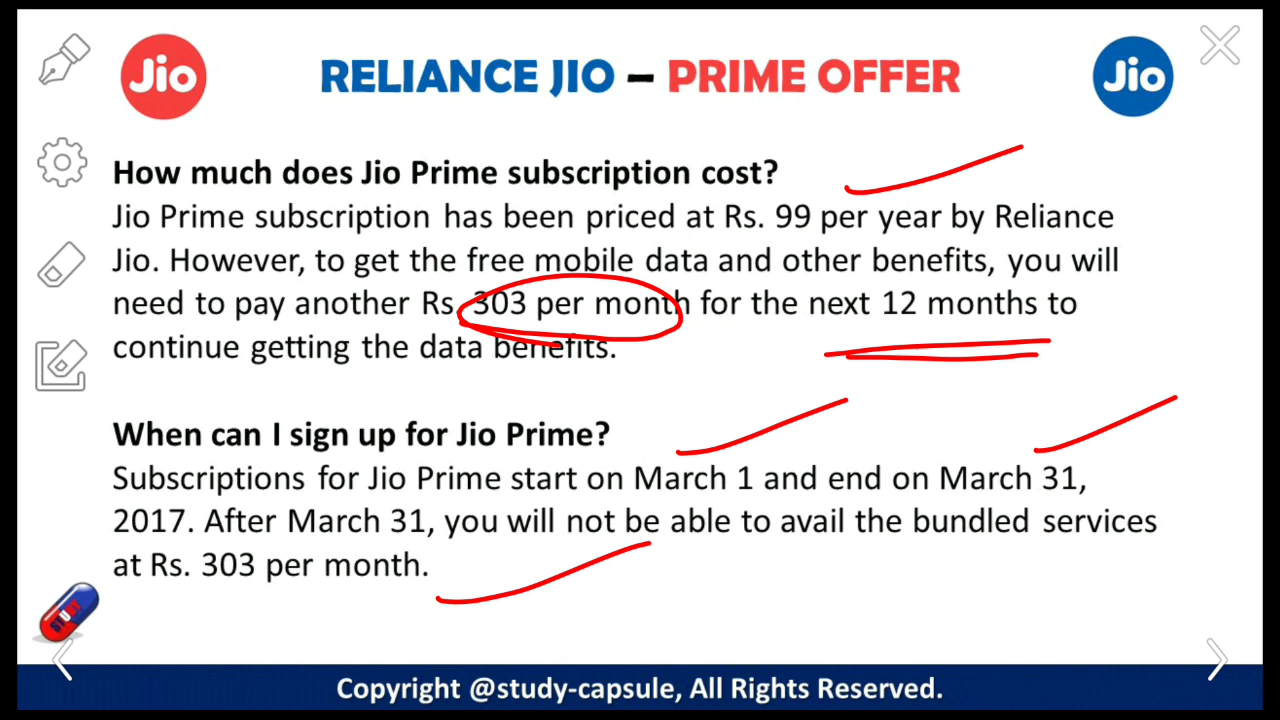 Jio
RELIANCE JIO – PRIME OFFER
Jio
How much does Jio Prime subscription cost?
Jio Prime subscription has been priced at Rs. 99 per year by Reliance
Jio. However, to get the free mobile data and other benefits, you will
need to pay another Rs. 303 per month for the next 12 months to
continue getting the data benefits.
When can I sign up for Jio Prime?
Subscriptions for Jio Prime start on March 1 and end on March 31,
2017. After March 31, you will not be able to avail the bundled services
at Rs. 303 per month.
STUDY
Copyright @study-capsule, All Rights Reserved.